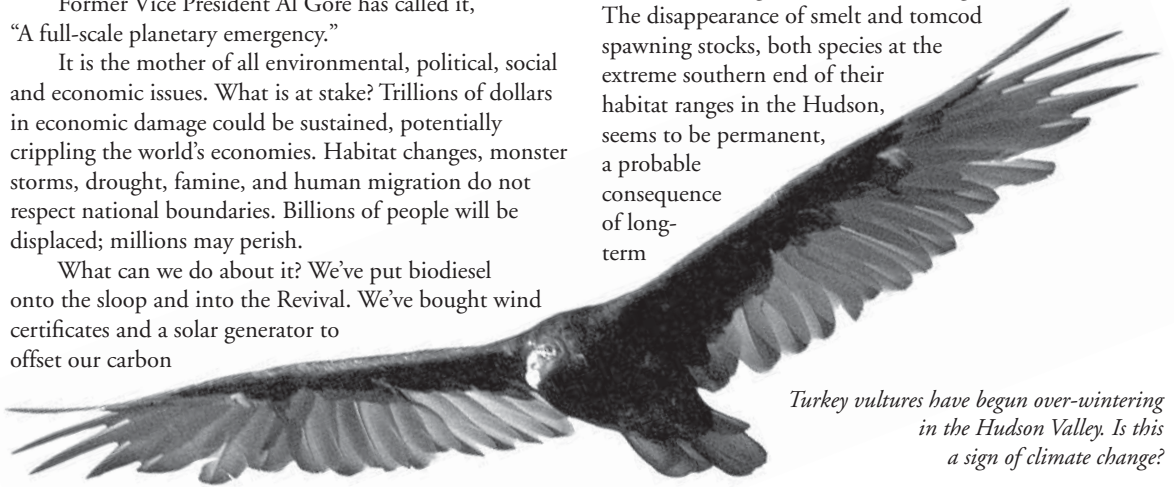 Former Vice President Al Gore has called it,
“A full-scale planetary emergency.”
It is the mother of all environmental, political, social
and economic issues. What is at stake? Trillions of dollars
in economic damage could be sustained, potentially
crippling the world’s economies. Habitat changes, monster
storms, drought, famine, and human migration do not
respect national boundaries. Billions of people will be
displaced; millions may perish.
What can we do about it? We’ve put biodiesel
onto the sloop and into the Revival. We’ve bought wind
certificates and a solar generator to
offset our carbon
The disappearance of smelt and tomcod
spawning stocks, both species at the
extreme southern end of their
habitat ranges in the Hudson,
seems to be permanent,
a probable
consequence
of long-
term
Turkey vultures have begun over-wintering
in the Hudson Valley. Is this
a sign of climate change?